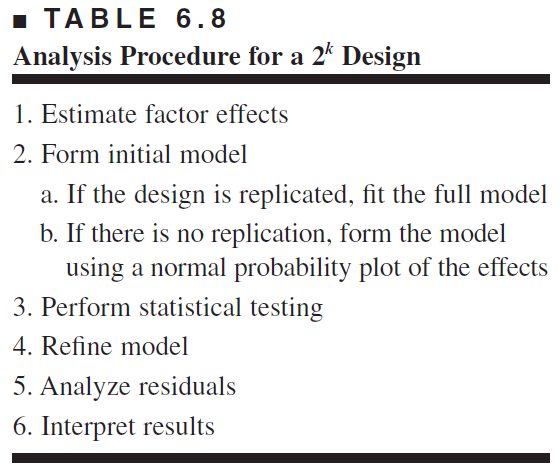 ■ TABLE 6.8
Analysis Procedure for a 2ᵏ Design
1. Estimate factor effects
2. Form initial model
a. If the design is replicated, fit the full model
b. If there is no replication, form the model
using a normal probability plot of the effects
3. Perform statistical testing
4. Refine model
5. Analyze residuals
6. Interpret results